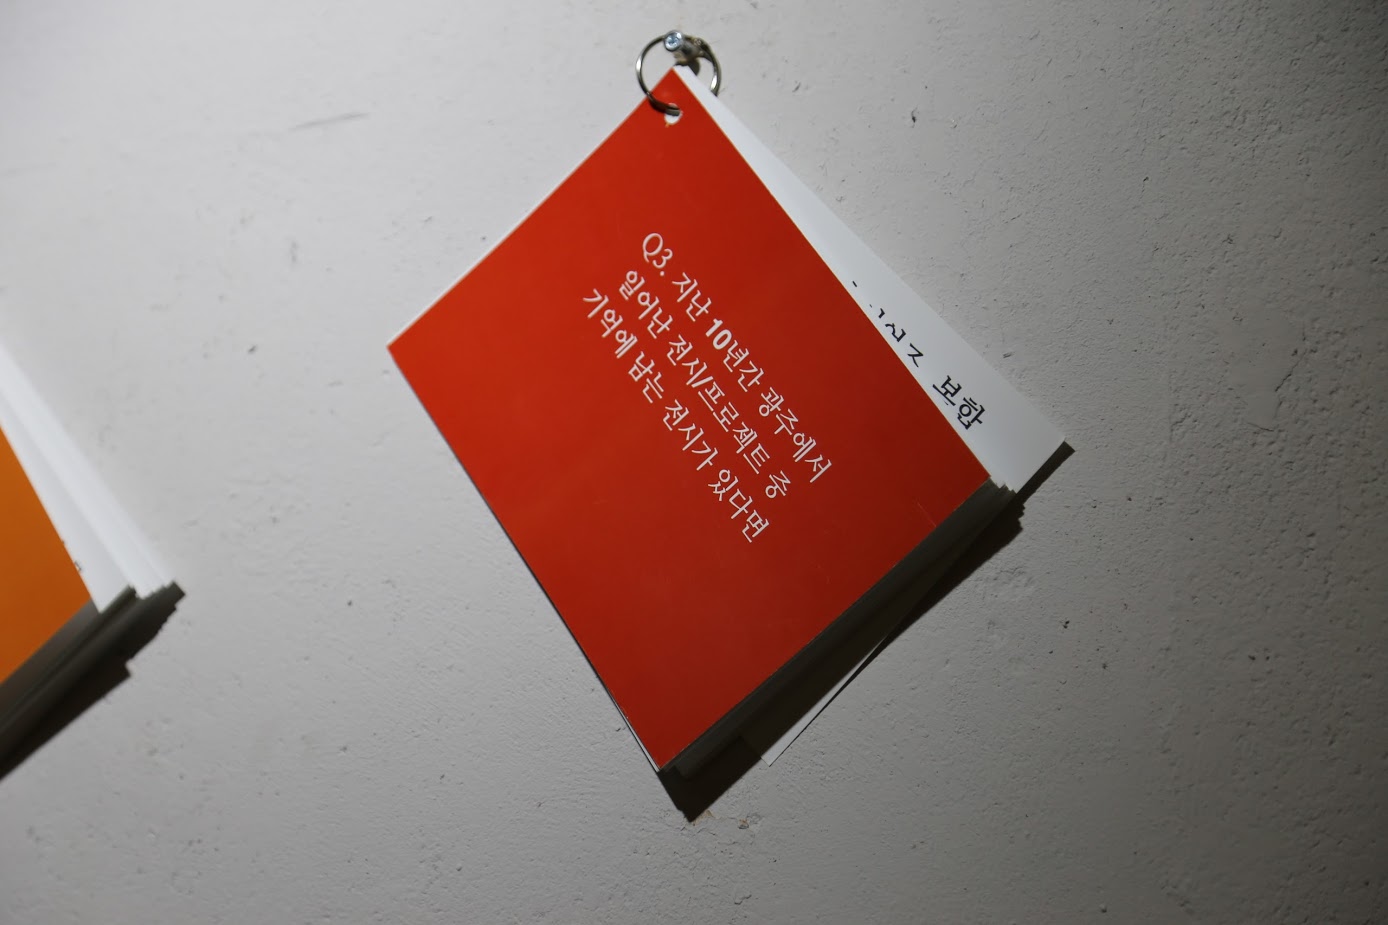 Q3. 지난 10년간 광주에서
일어난 전시/프로젝트 중
기억에 남는 전시가 있다면
보함